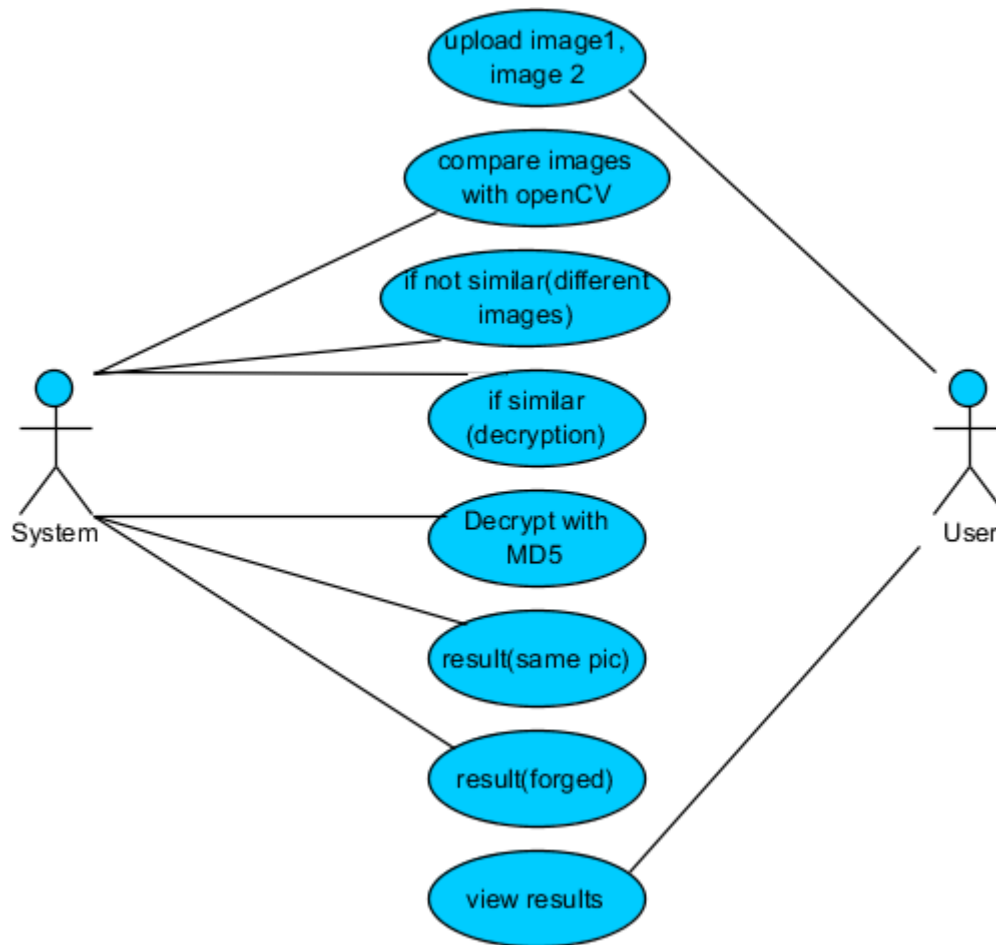 upload image1,
image 2
compare images
with openCV
if not similar(different
images)
if similar
(decryption)
System
Decrypt with
MD5
User
result(same pic)
result(forged)
view results